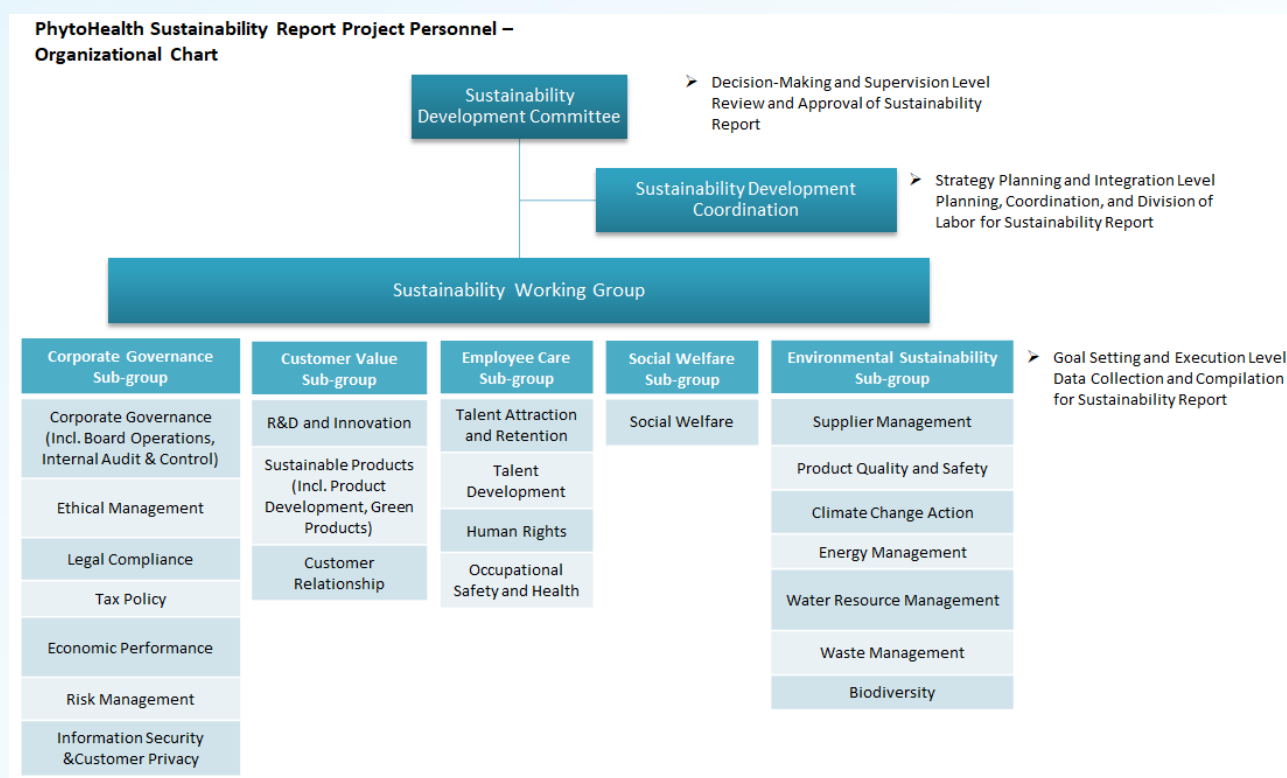 PhytoHealth Sustainability Report Project Personnel –
Organizational Chart
Sustainability
Development Committee
➢ Decision-Making and Supervision Level
Review and Approval of Sustainability
Report
Sustainability Development
Coordination
➢ Strategy Planning and Integration Level
Planning, Coordination, and Division of
Labor for Sustainability Report
Sustainability Working Group
Corporate Governance
Sub-group
Corporate Governance
(Incl. Board Operations,
Internal Audit & Control)
Ethical Management
Legal Compliance
Tax Policy
Economic Performance
Risk Management
Information Security
&Customer Privacy
Customer Value
Sub-group
R&D and Innovation
Sustainable Products
(Incl. Product
Development, Green
Products)
Customer
Relationship
Employee Care
Sub-group
Talent Attraction
and Retention
Talent
Development
Human Rights
Occupational
Safety and Health
Social Welfare
Sub-group
Social Welfare
Environmental Sustainability
Sub-group
Supplier Management
Product Quality and Safety
Climate Change Action
Energy Management
Water Resource Management
Waste Management
Biodiversity
➢ Goal Setting and Execution Level
Data Collection and Compilation
for Sustainability Report